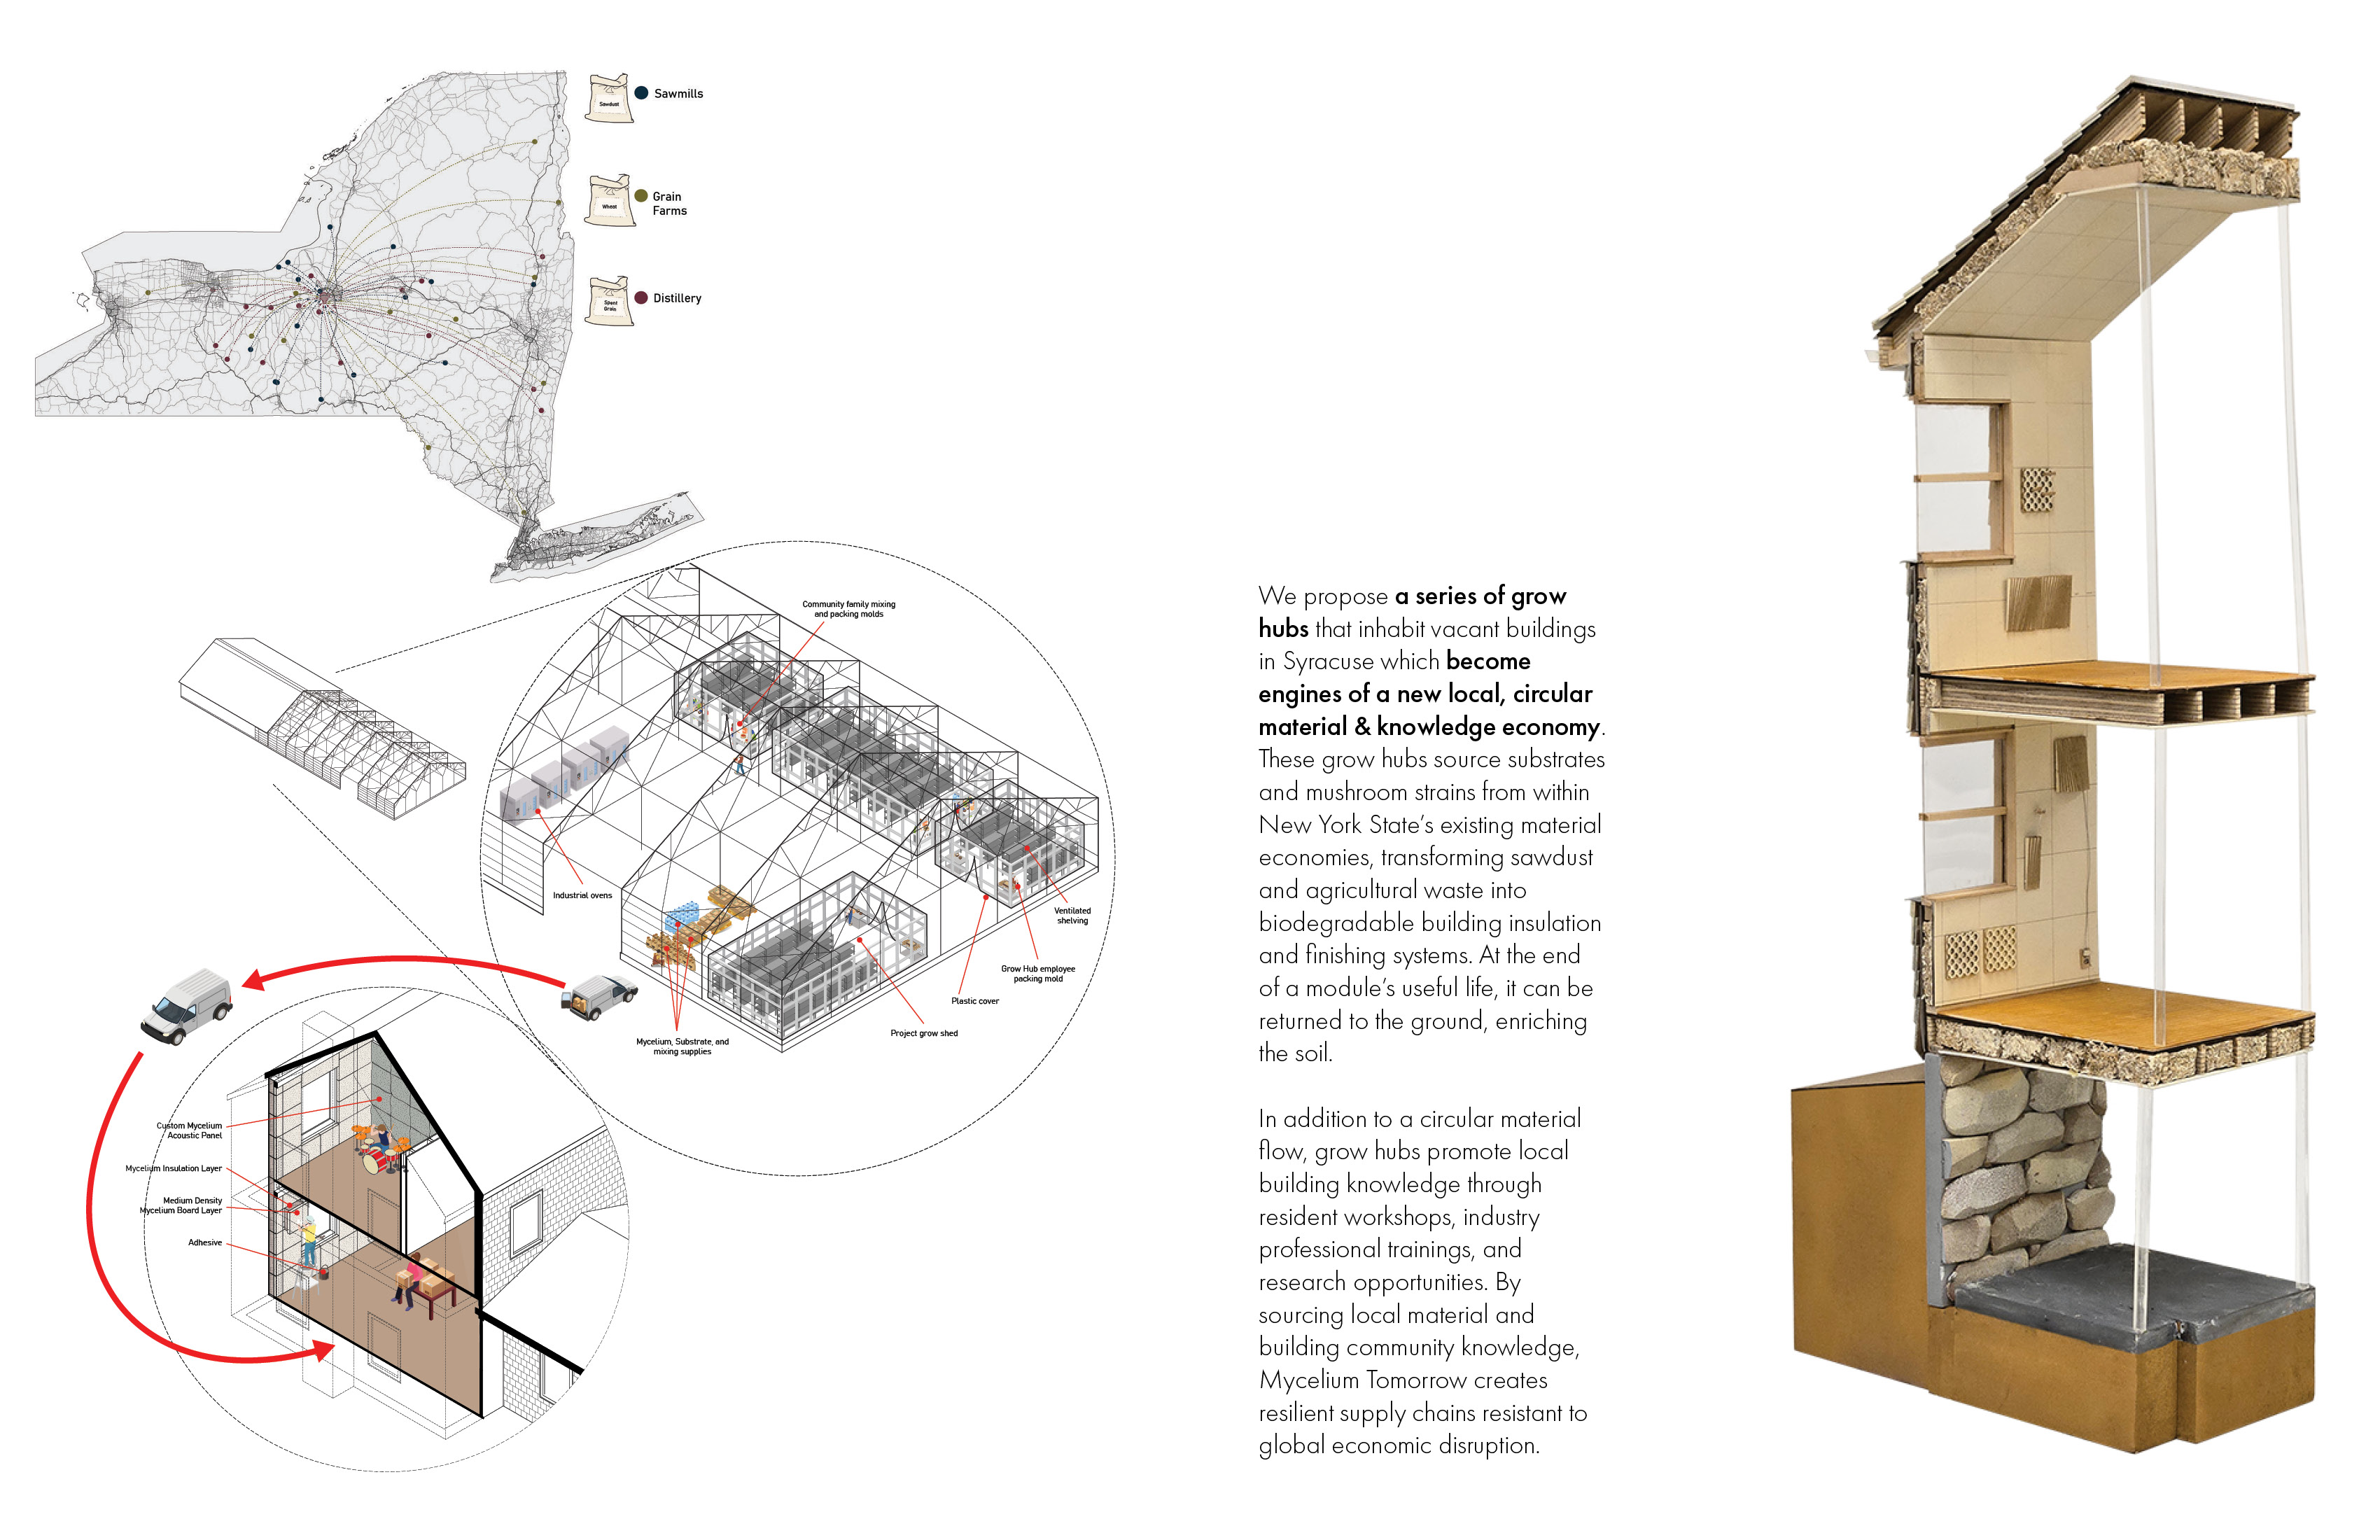 Sawdust
Sawmills
Wheat
Grain
Farms
Spent
Grain
Distillery
Community family mixing
and packing molds
Industrial ovens
Ventilated
shelving
Grow Hub employee
packing mold
Plastic cover
Project grow shed
Mycelium, Substrate, and
mixing supplies
Custom Mycelium
Acoustic Panel
Mycelium Insulation Layer
Medium Density
Mycelium Board Layer
Adhesive
We propose a series of grow
hubs that inhabit vacant buildings
in Syracuse which become
engines of a new local, circular
material & knowledge economy.
These grow hubs source substrates
and mushroom strains from within
New York State’s existing material
economies, transforming sawdust
and agricultural waste into
biodegradable building insulation
and finishing systems. At the end
of a module’s useful life, it can be
returned to the ground, enriching
the soil.
In addition to a circular material
flow, grow hubs promote local
building knowledge through
resident workshops, industry
professional trainings, and
research opportunities. By
sourcing local material and
building community knowledge,
Mycelium Tomorrow creates
resilient supply chains resistant to
global economic disruption.